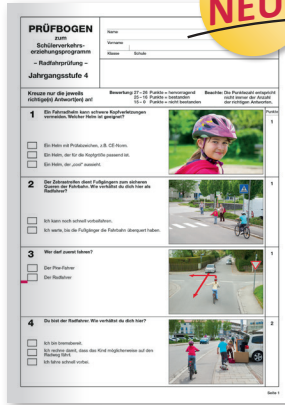 NEU
PRÜFBOGEN
zum
Schülerverkehrs-
erziehungsprogramm
– Radfahrprüfung –
Jahrgangsstufe 4
Name
Vorname
Klasse Schule
Kreuze nur die jeweils
richtige(n) Antwort(en) an!
Bewertung: 27 - 26 Punkte = hervorragend
25 - 16 Punkte = bestanden
15 - 0 Punkte = nicht bestanden
Beachte: Die Punktzahl entspricht
nicht immer der Anzahl
der richtigen Antworten.
Punkte
1 Ein Fahrradhelm kann schwere Kopfverletzungen
vermeiden. Welcher Helm ist geeignet?
1
Ein Helm mit Prüfzeichen, z.B. CE-Norm.
Ein Helm, der für die Kopfgröße passend ist.
Ein Helm, der „cool“ aussieht.
2 Der Zebrastreifen dient Fußgängern zum sicheren
Queren der Fahrbahn. Wie verhältst du dich hier als
Radfahrer?
1
Ich kann noch schnell vorbeifahren.
Ich warte, bis die Fußgänger die Fahrbahn überquert haben.
3 Wer darf zuerst fahren?
1
Der Pkw-Fahrer
Der Radfahrer
4 Du bist der Radfahrer. Wie verhältst du dich hier?
2
Ich bin bremsbereit.
Ich rechne damit, dass das Kind möglicherweise auf den
Radweg fährt.
Ich fahre schnell vorbei.
Seite 1